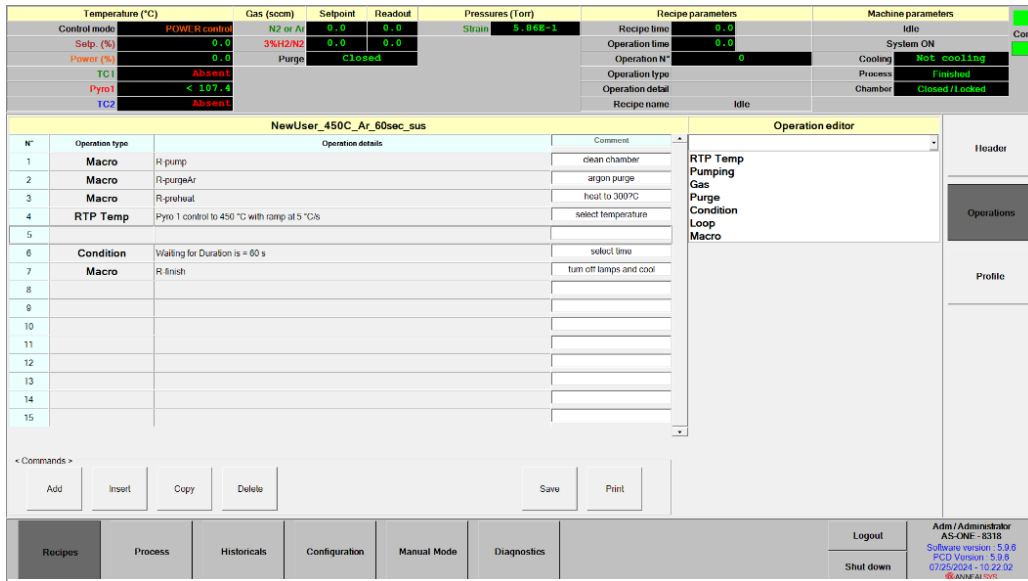 Temperature (°C) Gas (sccm) Setpoint Readout Pressures (Torr) Recipe parameters Machine parameters
Control mode POWER control N2 or Ar 0.0 0.0 Strain 5.86E-1 Recipe time 0.0 Idle
Setp. (%) 0.0 3%H2/N2 0.0 0.0 Operation time 0.0 System ON
Power (%) 0.0 Purge Closed Operation N° 0 Cooling Not cooling
TC1 Absent Operation type Process Finished
Pyro1 < 107.4 Operation detail Chamber Closed / Locked
TC2 Absent Recipe name Idle
NewUser_450C_Ar_60sec_sus Operation editor
N° Operation type Operation details Comment
1 Macro R-pump clean chamber
2 Macro R-purgeAr argon purge
3 Macro R-preheat heat to 300?C
4 RTP Temp Pyro 1 control to 450 °C with ramp at 5 °C/s select temperature
5
6 Condition Waiting for Duration is = 60 s select time
7 Macro R-finish turn off lamps and cool
8
9
10
11
12
13
14
15
RTP Temp
Pumping
Gas
Purge
Condition
Loop
Macro
Header
Operations
Profile
< Commands >
Add Insert Copy Delete Save Print
Recipes Process Historicals Configuration Manual Mode Diagnostics
Logout
Shut down
Adm / Administrator
AS-ONE - 8318
Software version : 5.9.6
PCD Version : 5.9.6
07/25/2024 - 10:22:02
ANNEALSYS